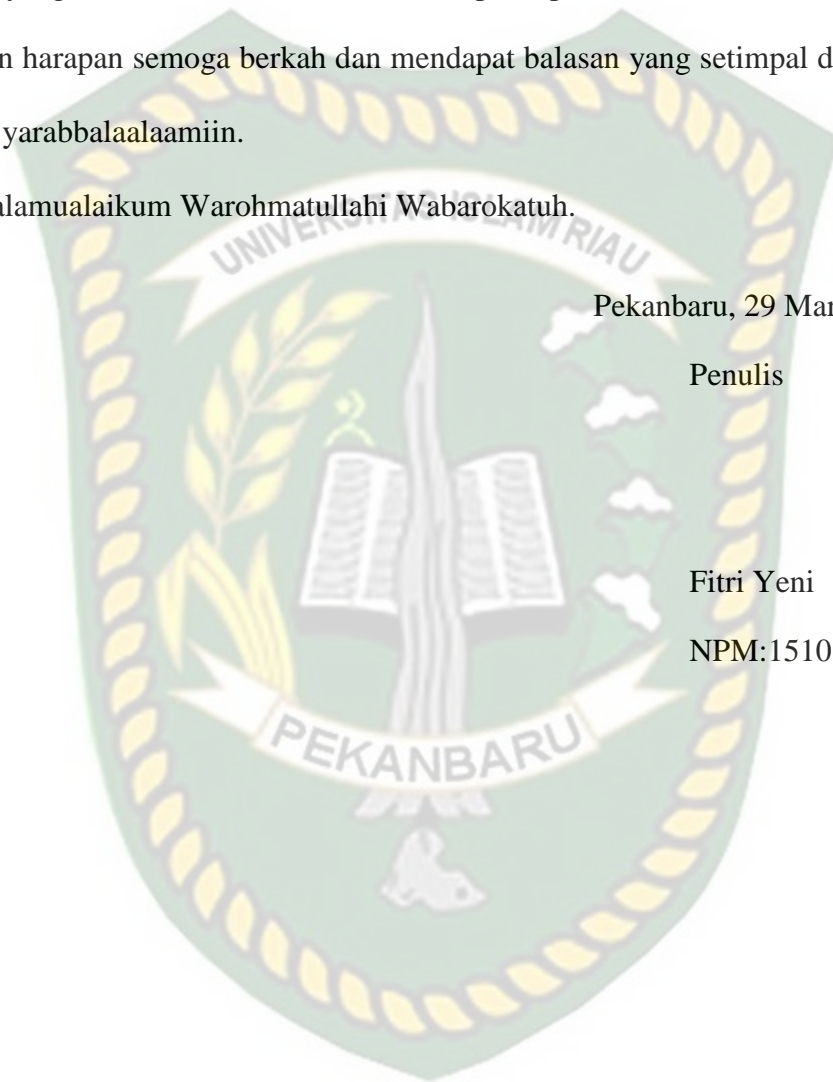 n harapan semoga berkah dan mendapat balasan yang setimpal d
yarabbalaalaamiin.
alamualaikum Warohmatullahi Wabarokatuh.
UNIVERSITAS ISLAM RIAU
Pekanbaru, 29 Mar
Penulis
Fitri Yeni
NPM:1510
PEKANBARU